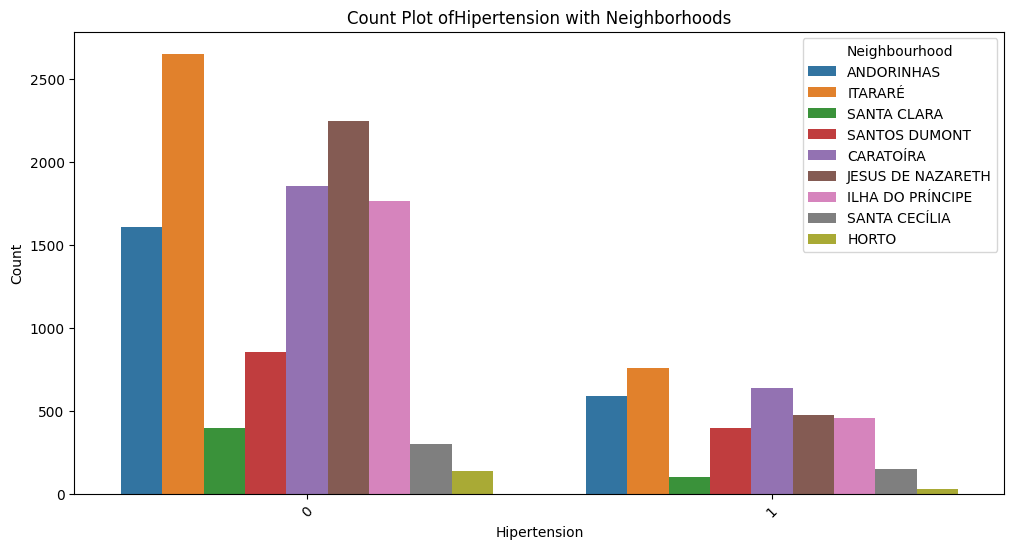 Count Plot ofHipertension with Neighborhoods
Count
2500
2000
1500
1000
500
0
0
1
Hipertension
Neighbourhood
ANDORINHAS
ITARARÉ
SANTA CLARA
SANTOS DUMONT
CARATOÍRA
JESUS DE NAZARETH
ILHA DO PRÍNCIPE
SANTA CECÍLIA
HORTO